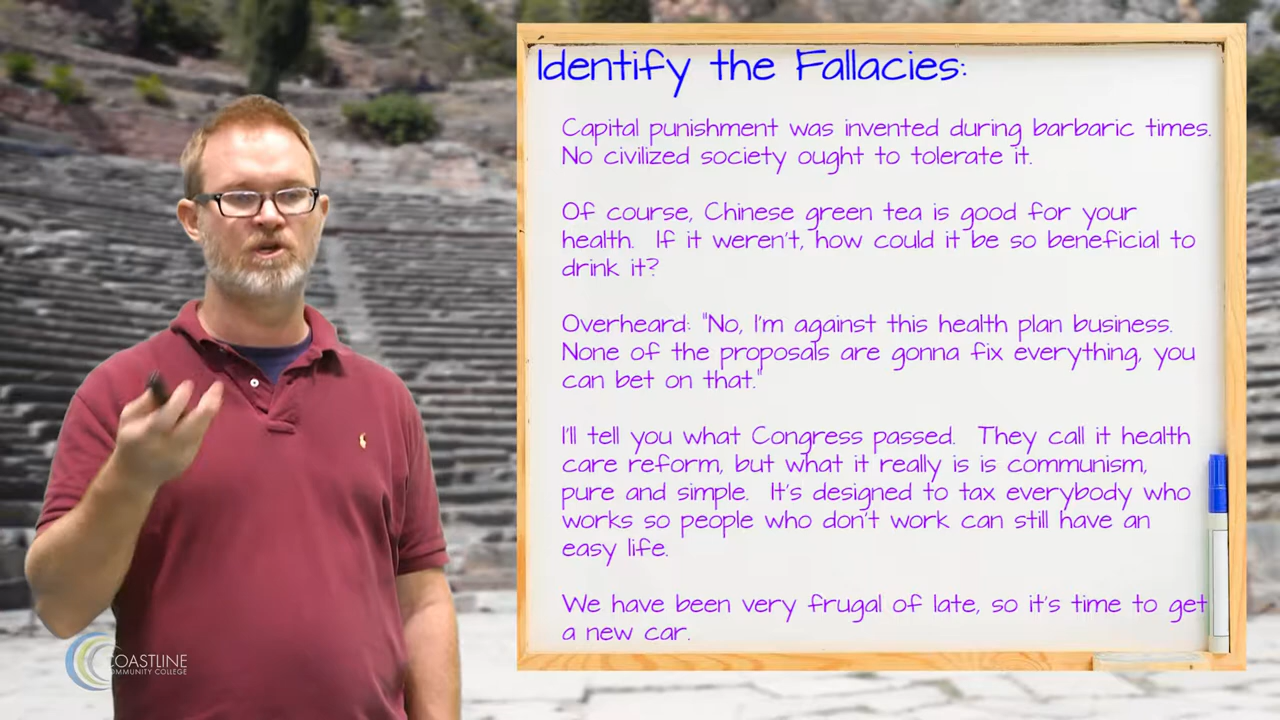 Identify the Fallacies:
Capital punishment was invented during barbaric times.
No civilized society ought to tolerate it.
Of course, Chinese green tea is good for your
health. If it weren't, how could it be so beneficial to
drink it?
Overheard: "No, I'm against this health plan business.
None of the proposals are gonna fix everything, you
can bet on that."
I'll tell you what Congress passed. They call it health
care reform, but what it really is is communism,
pure and simple. It's designed to tax everybody who
works so people who don't work can still have an
easy life.
We have been very frugal of late, so it's time to get
a new car.
COASTLINE
COMMUNITY COLLEGE